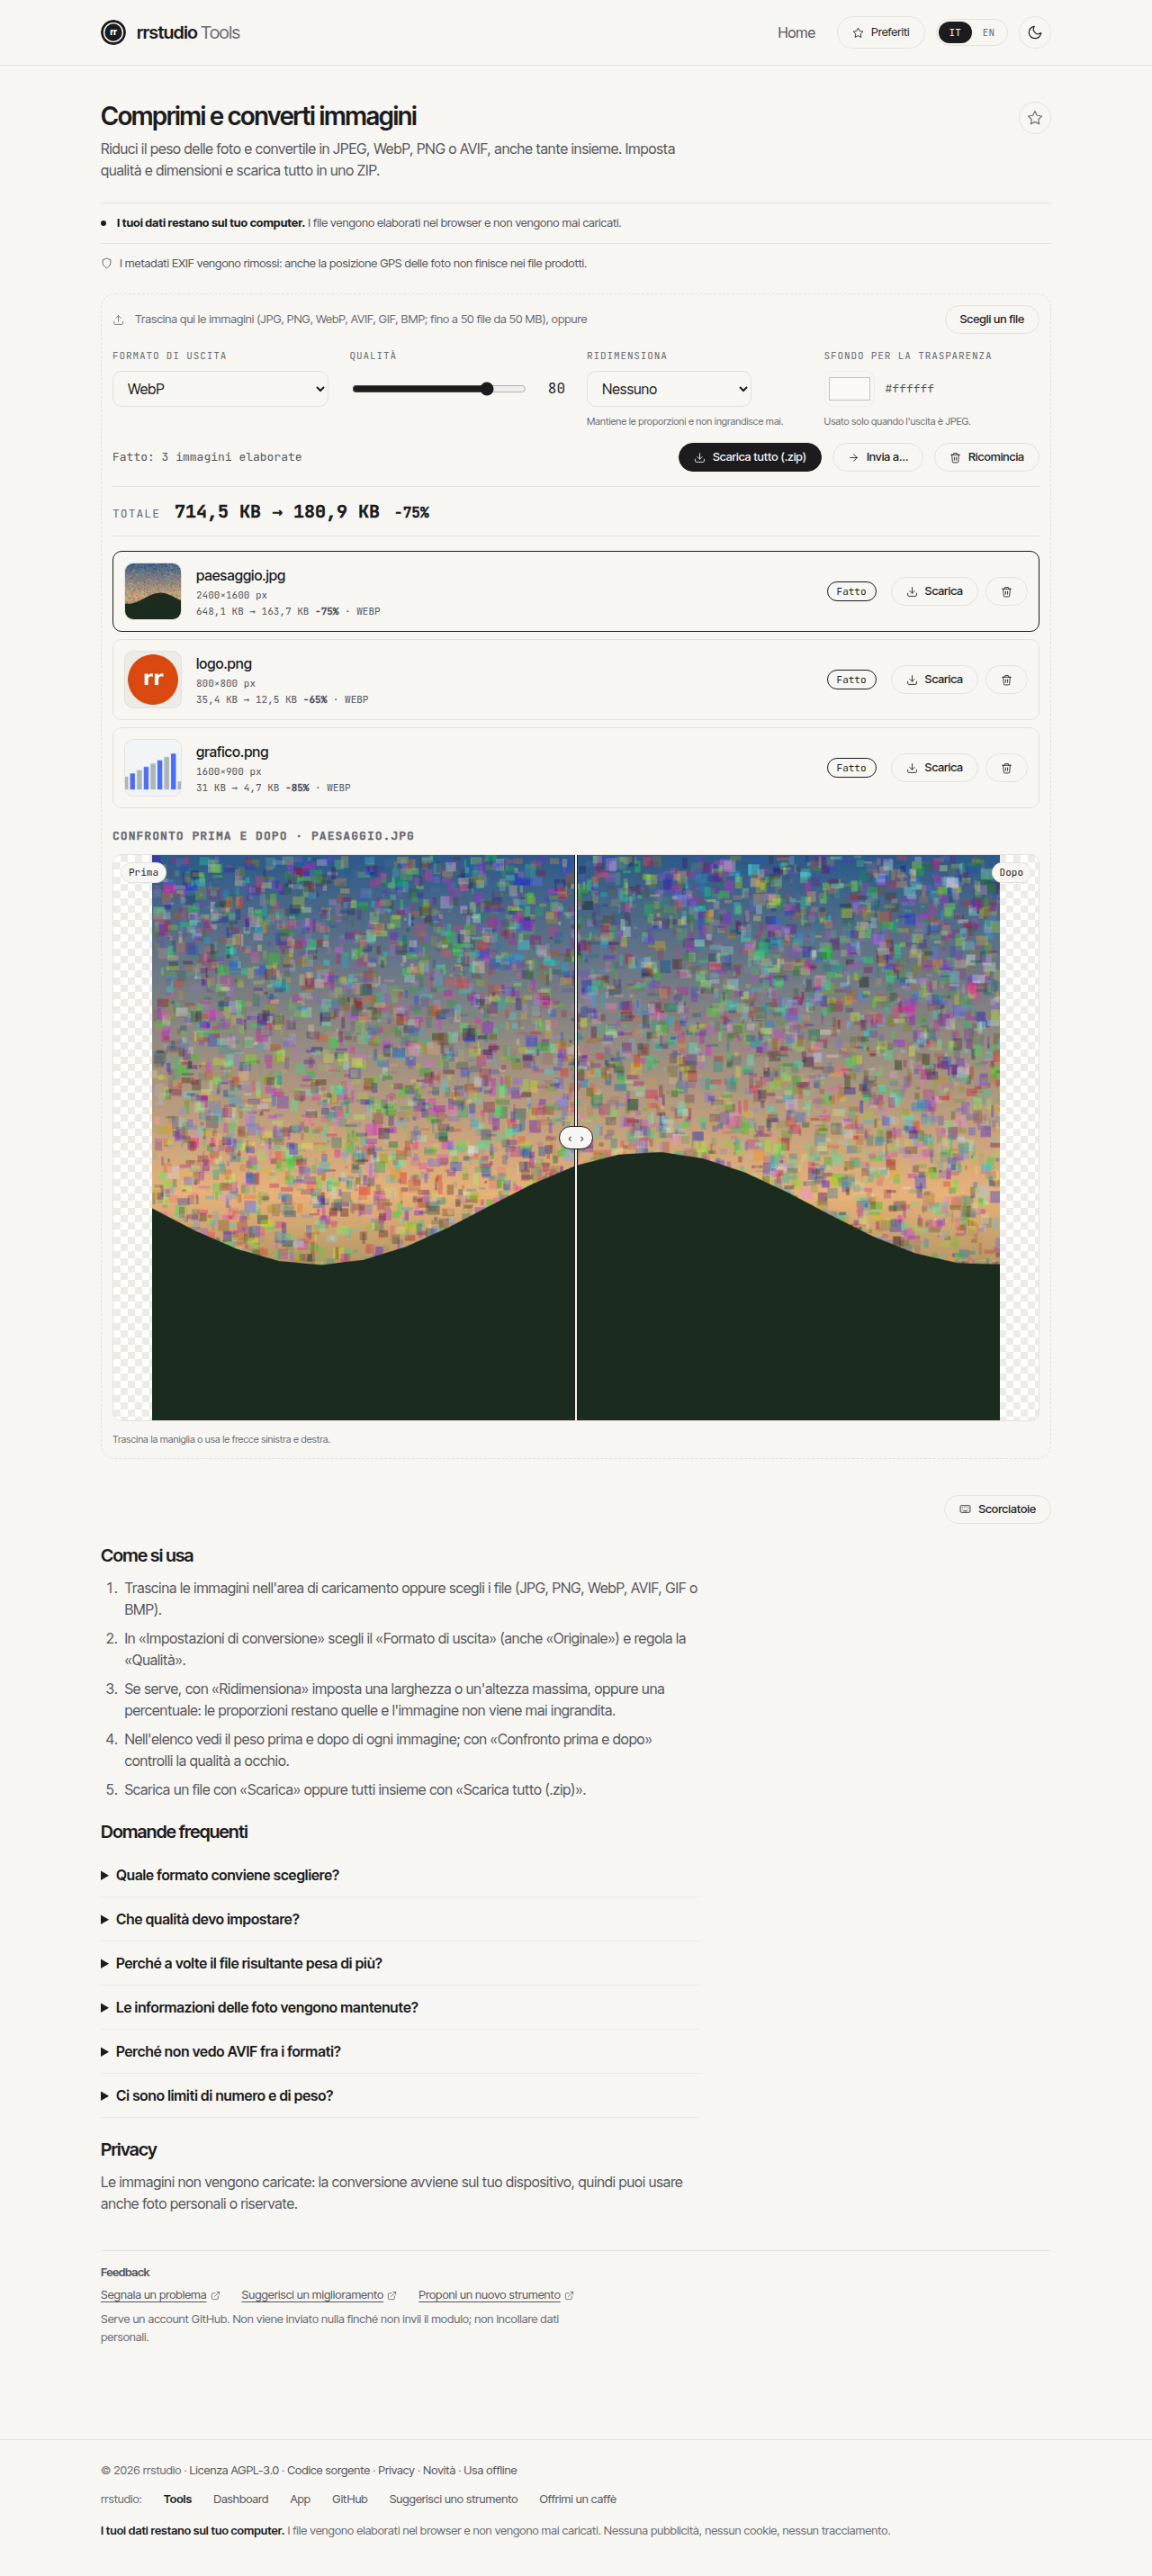 rr rrstudio Tools
Home
Preferiti
IT EN
Comprimi e converti immagini
Riduci il peso delle foto e convertile in JPEG, WebP, PNG o AVIF, anche tante insieme. Imposta
qualità e dimensioni e scarica tutto in uno ZIP.
I tuoi dati restano sul tuo computer. I file vengono elaborati nel browser e non vengono mai caricati.
I metadati EXIF vengono rimossi: anche la posizione GPS delle foto non finisce nei file prodotti.
Trascina qui le immagini (JPG, PNG, WebP, AVIF, GIF, BMP; fino a 50 file da 50 MB), oppure
Scegli un file
FORMATO DI USCITA
QUALITÀ
RIDIMENSIONA
SFONDO PER LA TRASPARENZA
WebP
80
Nessuno
#ffffff
Mantiene le proporzioni e non ingrandisce mai.
Usato solo quando l'uscita è JPEG.
Fatto: 3 immagini elaborate
Scarica tutto (.zip)
Invia a...
Ricomincia
TOTALE 714,5 KB → 180,9 KB -75%
paesaggio.jpg
2400×1600 px
648,1 KB → 163,7 KB -75% · WEBP
Fatto
Scarica
rr
logo.png
800×800 px
35,4 KB → 12,5 KB -65% · WEBP
Fatto
Scarica
grafico.png
1600×900 px
31 KB → 4,7 KB -85% · WEBP
Fatto
Scarica
CONFRONTO PRIMA E DOPO · PAESAGGIO.JPG
Prima
Dopo
Trascina la maniglia o usa le frecce sinistra e destra.
Scorciatoie
Come si usa
1. Trascina le immagini nell'area di caricamento oppure scegli i file (JPG, PNG, WebP, AVIF, GIF o
BMP).
2. In «Impostazioni di conversione» scegli il «Formato di uscita» (anche «Originale») e regola la
«Qualità».
3. Se serve, con «Ridimensiona» imposta una larghezza o un'altezza massima, oppure una
percentuale: le proporzioni restano quelle e l'immagine non viene mai ingrandita.
4. Nell'elenco vedi il peso prima e dopo di ogni immagine; con «Confronto prima e dopo»
controlli la qualità a occhio.
5. Scarica un file con «Scarica» oppure tutti insieme con «Scarica tutto (.zip)».
Domande frequenti
Quale formato conviene scegliere?
Che qualità devo impostare?
Perché a volte il file risultante pesa di più?
Le informazioni delle foto vengono mantenute?
Perché non vedo AVIF fra i formati?
Ci sono limiti di numero e di peso?
Privacy
Le immagini non vengono caricate: la conversione avviene sul tuo dispositivo, quindi puoi usare
anche foto personali o riservate.
Feedback
Segnala un problema
Suggerisci un miglioramento
Proponi un nuovo strumento
Serve un account GitHub. Non viene inviato nulla finché non invii il modulo; non incollare dati
personali.
© 2026 rrstudio · Licenza AGPL-3.0 · Codice sorgente · Privacy · Novità · Usa offline
rrstudio: Tools Dashboard App GitHub Suggerisci uno strumento Offrimi un caffè
I tuoi dati restano sul tuo computer. I file vengono elaborati nel browser e non vengono mai caricati. Nessuna pubblicità, nessun cookie, nessun tracciamento.